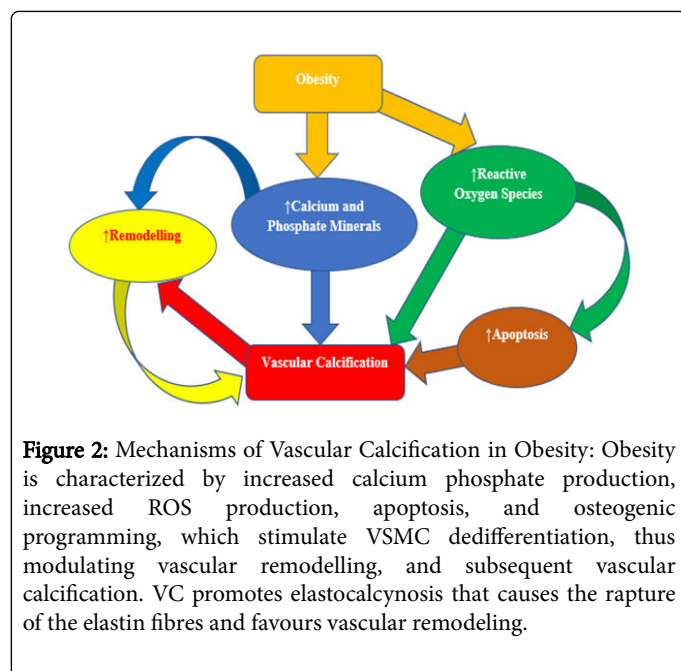 Obesity
↑Reactive
Oxygen Species
↑Calcium and
Phosphate Minerals
↑Remodelling
↑Apoptosis
Vascular Calcification
Figure 2: Mechanisms of Vascular Calcification in Obesity: Obesity
is characterized by increased calcium phosphate production,
increased ROS production, apoptosis, and osteogenic
programming, which stimulate VSMC dedifferentiation, thus
modulating vascular remodelling, and subsequent vascular
calcification. VC promotes elastocalcynosis that causes the rapture
of the elastin fibres and favours vascular remodeling.